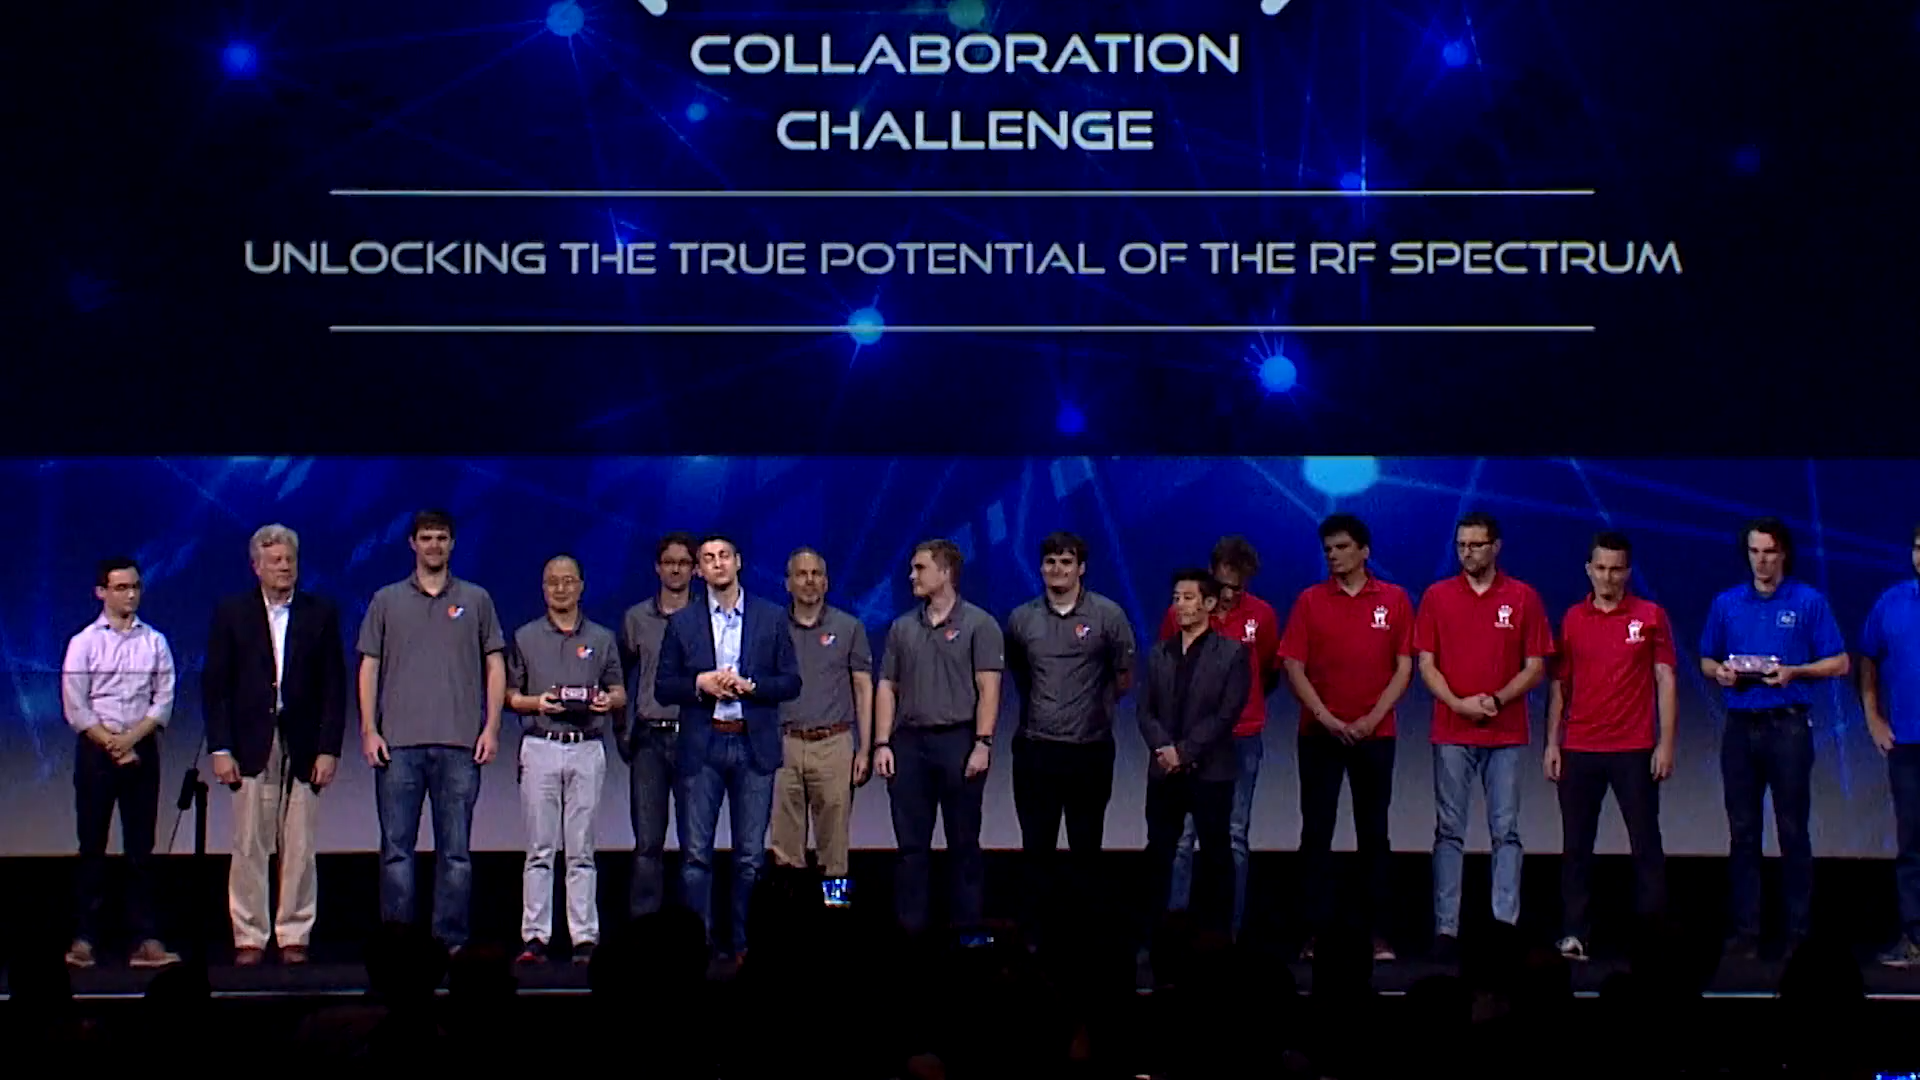 COLLABORATION
CHALLENGE
UNLOCKING THE TRUE POTENTIAL OF THE RF SPECTRUM